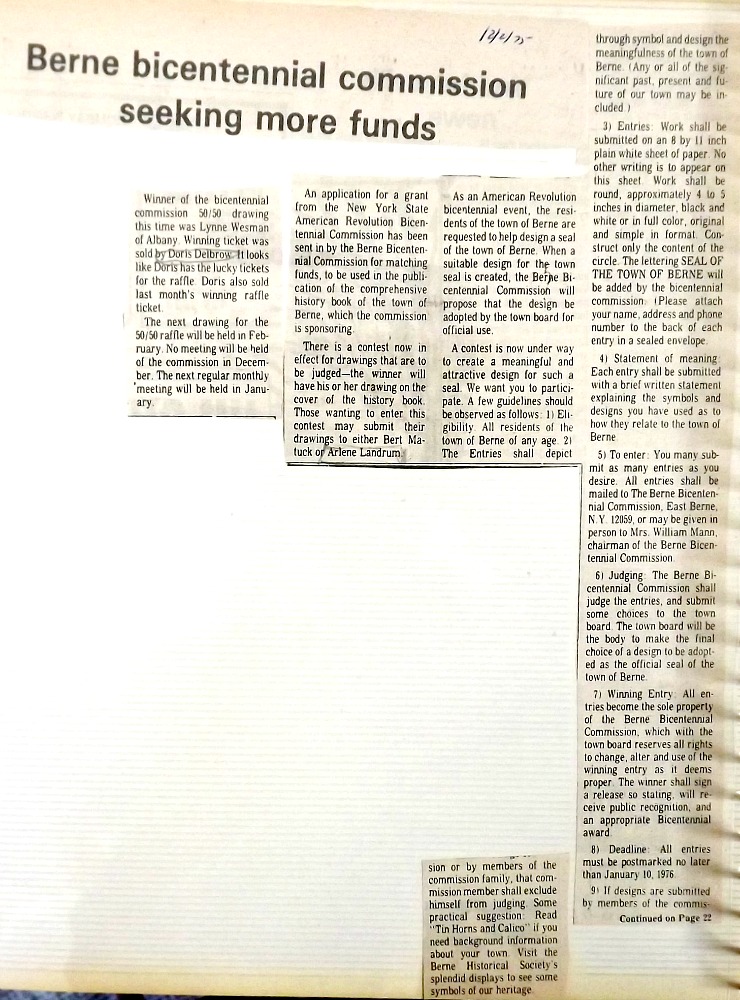 12/4/75
Berne bicentennial commission
seeking more funds
Winner of the bicentennial
commission 50/50 drawing
this time was Lynne Wesman
of Albany. Winning ticket was
sold by Doris Delbrow. It looks
like Doris has the lucky tickets
for the raffle. Doris also sold
last month's winning raffle
ticket.
The next drawing for the
50/50 raffle will be held in Feb-
ruary. No meeting will be held
of the commission in Decem-
ber. The next regular monthly
meeting will be held in Janu-
ary.
An application for a grant
from the New York State
American Revolution Bicen-
tennial Commission has been
sent in by the Berne Bicenten-
nial Commission for matching
funds, to be used in the publi-
cation of the comprehensive
history book of the town of
Berne, which the commission
is sponsoring.
There is a contest now in
effect for drawings that are to
be judged—the winner will
have his or her drawing on the
cover of the history book.
Those wanting to enter this
contest may submit their
drawings to either Bert Ma-
tuck or Arlene Landrum.
As an American Revolution
bicentennial event, the resi-
dents of the town of Berne are
requested to help design a seal
of the town of Berne. When a
suitable design for the town
seal is created, the Berne Bi-
centennial Commission will
propose that the design be
adopted by the town board for
official use.
A contest is now under way
to create a meaningful and
attractive design for such a
seal. We want you to partici-
pate. A few guidelines should
be observed as follows: 1) Eli-
gibility. All residents of the
town of Berne of any age. 2)
The Entries shall depict
through symbol and design the
meaningfulness of the town of
Berne. (Any or all of the sig-
nificant past, present and fu-
ture of our town may be in-
cluded.)
3) Entries: Work shall be
submitted on an 8 by 11 inch
plain white sheet of paper. No
other writing is to appear on
this sheet. Work shall be
round, approximately 4 to 5
inches in diameter, black and
white or in full color, original
and simple in format. Con-
struct only the content of the
circle. The lettering SEAL OF
THE TOWN OF BERNE will
be added by the bicentennial
commission. (Please attach
your name, address and phone
number to the back of each
entry in a sealed envelope.
4) Statement of meaning:
Each entry shall be submitted
with a brief written statement
explaining the symbols and
designs you have used as to
how they relate to the town of
Berne.
5) To enter: You many sub-
mit as many entries as you
desire. All entries shall be
mailed to The Berne Bicenten-
nial Commission, East Berne,
N.Y. 12059, or may be given in
person to Mrs. William Mann,
chairman of the Berne Bicen-
tennial Commission.
6) Judging: The Berne Bi-
centennial Commission shall
judge the entries, and submit
some choices to the town
board. The town board will be
the body to make the final
choice of a design to be adopt-
ed as the official seal of the
town of Berne.
7) Winning Entry: All en-
tries become the sole property
of the Berne Bicentennial
Commission, which with the
town board reserves all rights
to change, alter and use of the
winning entry as it deems
proper. The winner shall sign
a release so stating, will re-
ceive public recognition, and
an appropriate Bicentennial
award.
8) Deadline: All entries
must be postmarked no later
than January 10, 1976.
9) If designs are submitted
by members of the commis-
Continued on Page 22
sion or by members of the
commission family, that com-
mission member shall exclude
himself from judging. Some
practical suggestion: Read
"Tin Horns and Calico" if you
need background information
about your town. Visit the
Berne Historical Society's
splendid displays to see some
symbols of our heritage.